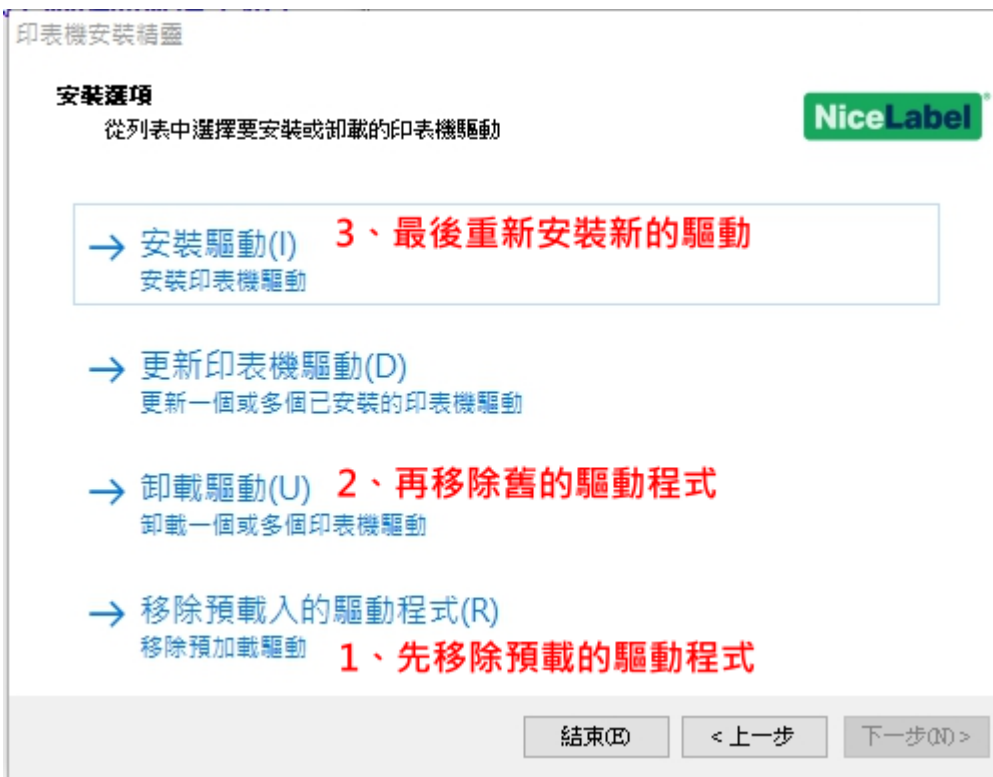 印表機安裝精靈
安裝選項
從列表中選擇要安裝或卸載的印表機驅動
NiceLabel
→ 安裝驅動(I) 3、最後重新安裝新的驅動
安裝印表機驅動
→ 更新印表機驅動(D)
更新一個或多個已安裝的印表機驅動
→ 卸載驅動(U) 2、再移除舊的驅動程式
卸載一個或多個印表機驅動
→ 移除預載入的驅動程式(R)
移除預加載驅動 1、先移除預載的驅動程式
結束(E) <上一步 下一步(N)>